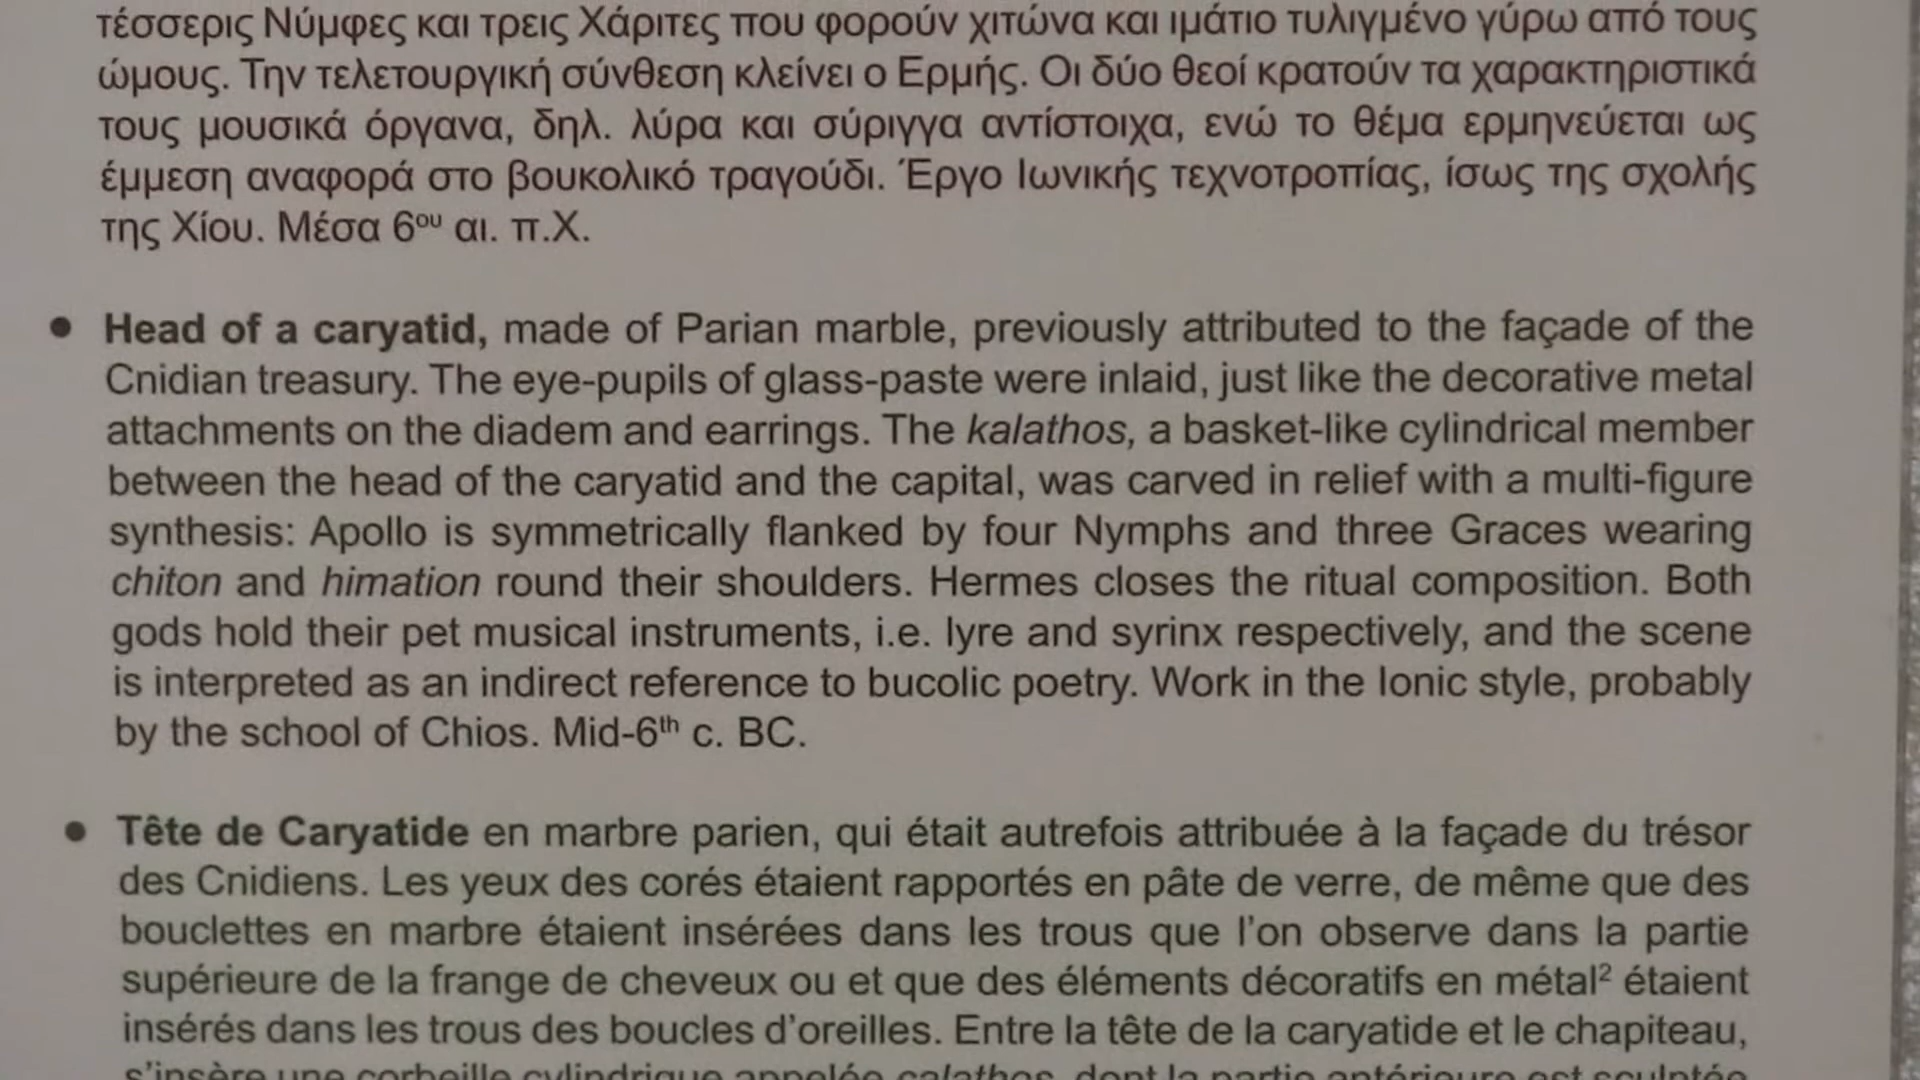 τέσσερις Νύμφες και τρεις Χάριτες που φορούν χιτώνα και ιμάτιο τυλιγμένο γύρω από τους
ώμους. Την τελετουργική σύνθεση κλείνει ο Ερμής. Οι δύο θεοί κρατούν τα χαρακτηριστικά
τους μουσικά όργανα, δηλ. λύρα και σύριγγα αντίστοιχα, ενώ το θέμα ερμηνεύεται ως
έμμεση αναφορά στο βουκολικό τραγούδι. Έργο Ιωνικής τεχνοτροπίας, ίσως της σχολής
της Χίου. Μέσα 6ου αι. π.Χ.
• Head of a caryatid, made of Parian marble, previously attributed to the façade of the
Cnidian treasury. The eye-pupils of glass-paste were inlaid, just like the decorative metal
attachments on the diadem and earrings. The kalathos, a basket-like cylindrical member
between the head of the caryatid and the capital, was carved in relief with a multi-figure
synthesis: Apollo is symmetrically flanked by four Nymphs and three Graces wearing
chiton and himation round their shoulders. Hermes closes the ritual composition. Both
gods hold their pet musical instruments, i.e. lyre and syrinx respectively, and the scene
is interpreted as an indirect reference to bucolic poetry. Work in the Ionic style, probably
by the school of Chios. Mid-6th c. BC.
• Tête de Caryatide en marbre parien, qui était autrefois attribuée à la façade du trésor
des Cnidiens. Les yeux des corés étaient rapportés en pâte de verre, de même que des
bouclettes en marbre étaient insérées dans les trous que l’on observe dans la partie
supérieure de la frange de cheveux ou et que des éléments décoratifs en métal² étaient
insérés dans les trous des boucles d’oreilles. Entre la tête de la caryatide et le chapiteau,
s’insère une corbeille cylindrique appelée calathos, dont la partie antérieure est sculptée